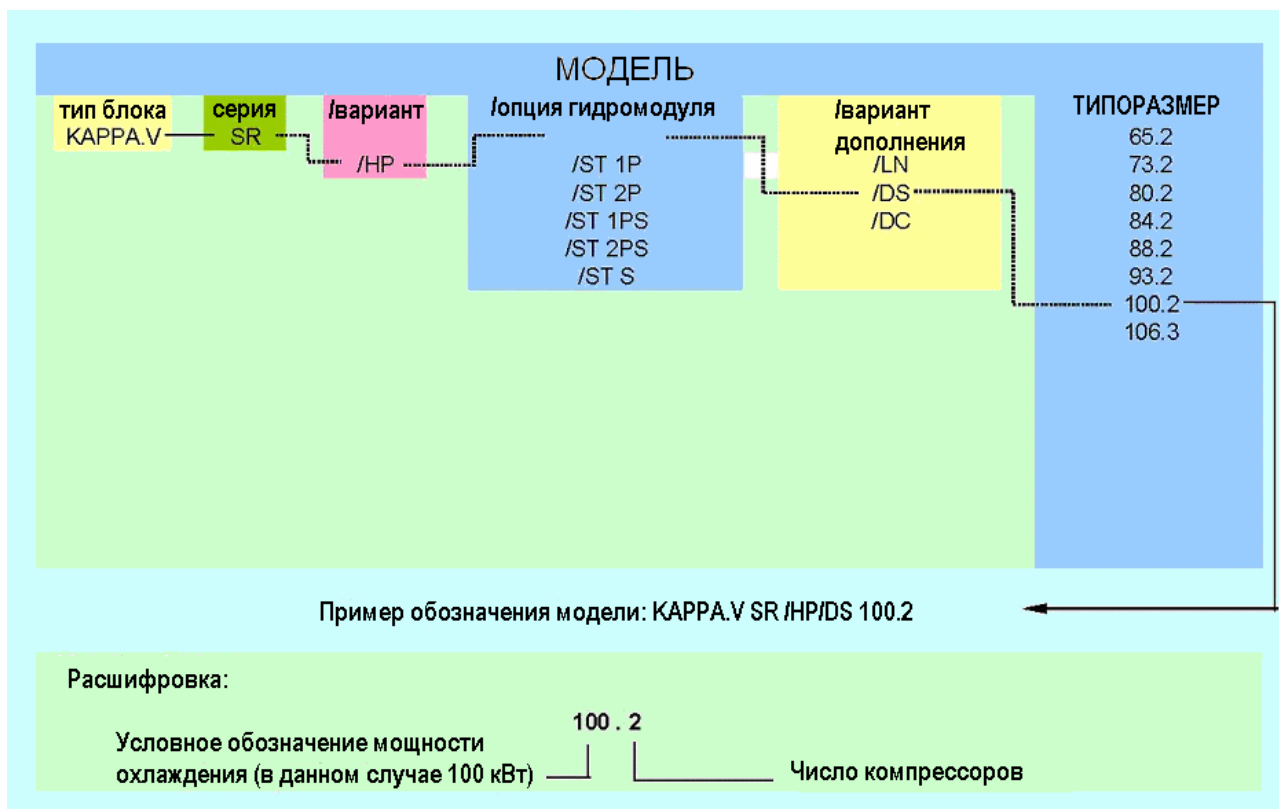 МОДЕЛЬ
тип блока серия /вариант /опция гидромодуля /вариант дополнения ТИПОРАЗМЕР
KAPPA.V SR 65.2
/HP /ST 1P /LN 73.2
/ST 2P /DS 80.2
/ST 1PS /DC 84.2
/ST 2PS 88.2
/ST S 93.2
100.2
106.3
Пример обозначения модели: KAPPA.V SR /HP/DS 100.2
Расшифровка:
100 . 2
Условное обозначение мощности
охлаждения (в данном случае 100 кВт)
Число компрессоров